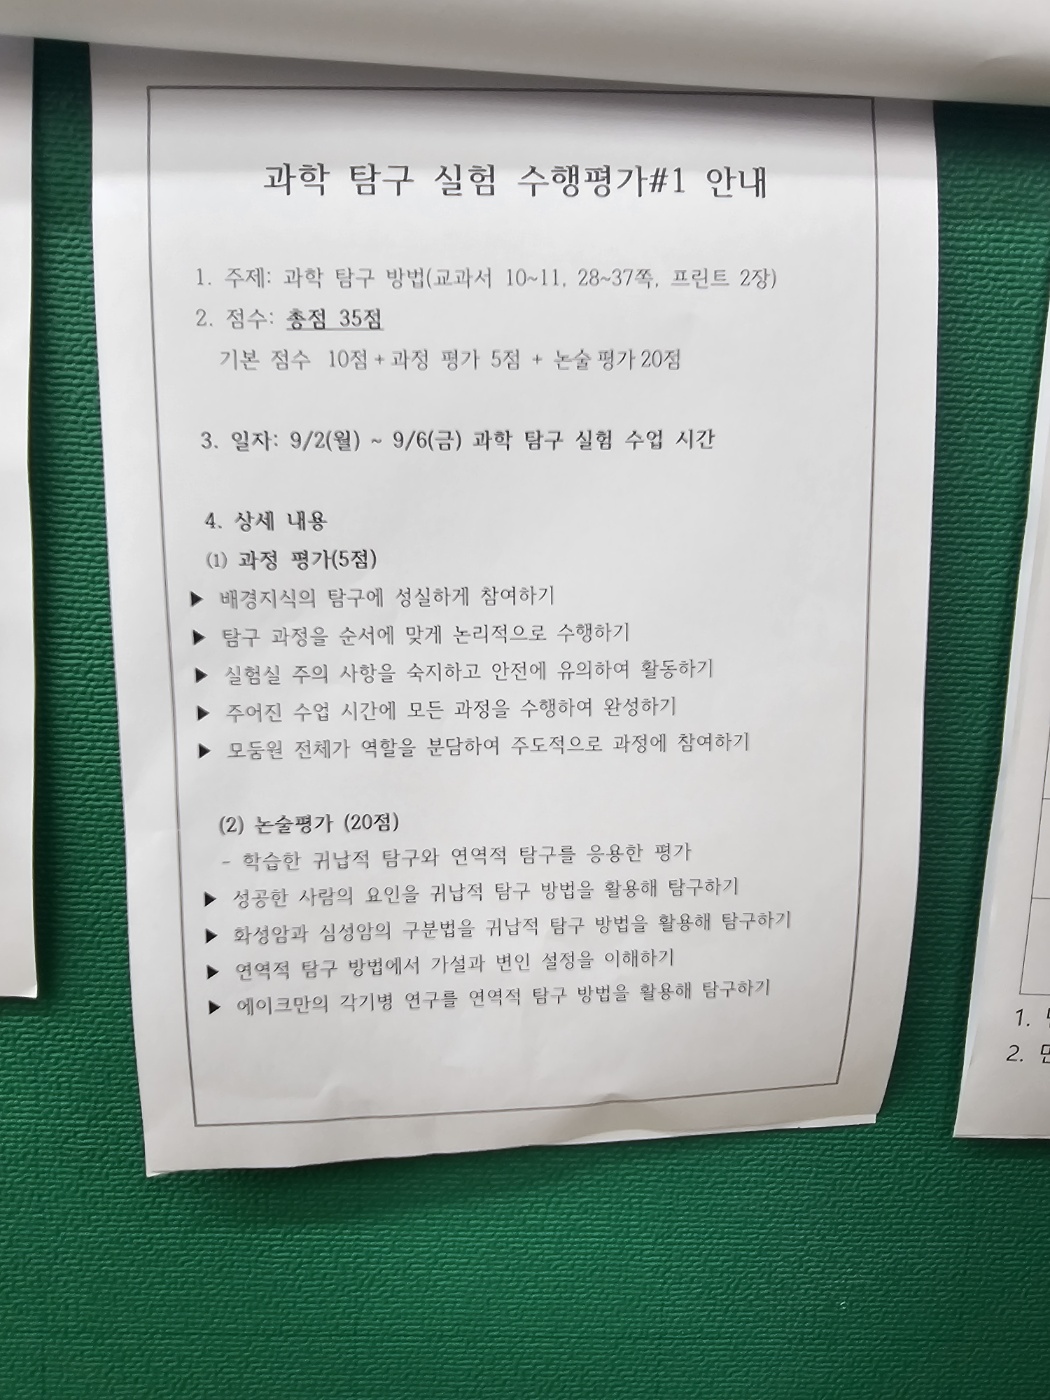 과학 탐구 실험 수행평가#1 안내
1. 주제: 과학 탐구 방법(교과서 10~11, 28~37쪽, 프린트 2장)
2. 점수: 총점 35점
기본 점수 10점 + 과정 평가 5점 + 논술 평가 20점
3. 일자: 9/2(월) ~ 9/6(금) 과학 탐구 실험 수업 시간
4. 상세 내용
⑴ 과정 평가(5점)
▶ 배경지식의 탐구에 성실하게 참여하기
▶ 탐구 과정을 순서에 맞게 논리적으로 수행하기
▶ 실험실 주의 사항을 숙지하고 안전에 유의하여 활동하기
▶ 주어진 수업 시간에 모든 과정을 수행하여 완성하기
▶ 모둠원 전체가 역할을 분담하여 주도적으로 과정에 참여하기
(2) 논술평가 (20점)
- 학습한 귀납적 탐구와 연역적 탐구를 응용한 평가
▶ 성공한 사람의 요인을 귀납적 탐구 방법을 활용해 탐구하기
▶ 화성암과 심성암의 구분법을 귀납적 탐구 방법을 활용해 탐구하기
▶ 연역적 탐구 방법에서 가설과 변인 설정을 이해하기
▶ 에이크만의 각기병 연구를 연역적 탐구 방법을 활용해 탐구하기
1.
2.